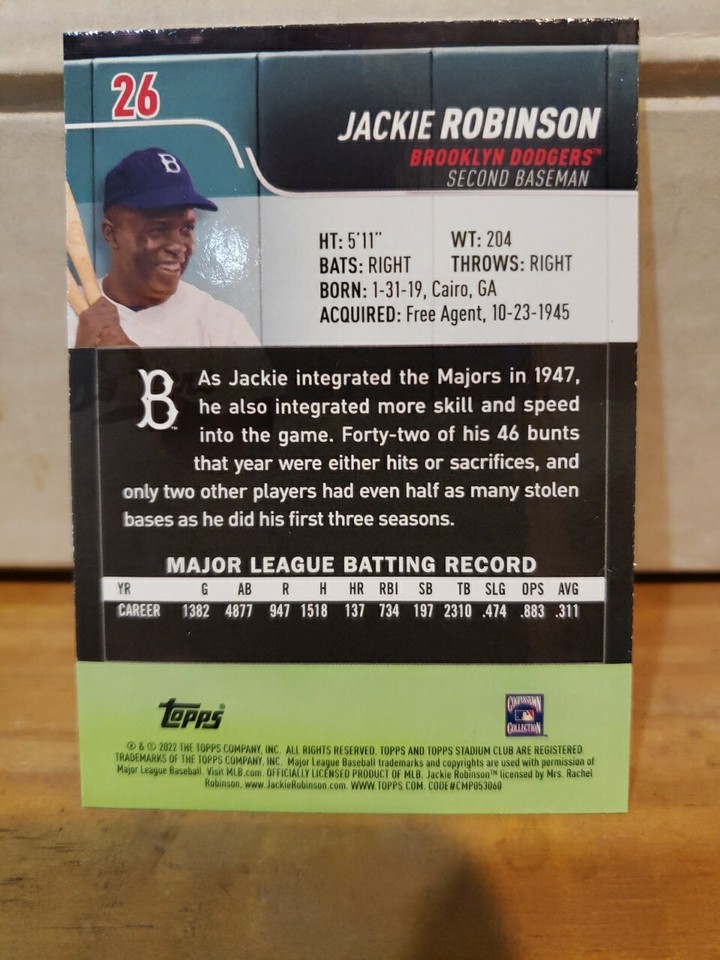 26
JACKIE ROBINSON
BROOKLYN DODGERS™
SECOND BASEMAN
B
HT: 5'11" WT: 204
BATS: RIGHT THROWS: RIGHT
BORN: 1-31-19, Cairo, GA
ACQUIRED: Free Agent, 10-23-1945
B
As Jackie integrated the Majors in 1947,
he also integrated more skill and speed
into the game. Forty-two of his 46 bunts
that year were either hits or sacrifices, and
only two other players had even half as many stolen
bases as he did his first three seasons.
MAJOR LEAGUE BATTING RECORD
YR G AB R H HR RBI SB TB SLG OPS AVG
CAREER 1382 4877 947 1518 137 734 197 2310 .474 .883 .311
topps
COOPERSTOWN
COLLECTION
® & © 2022 THE TOPPS COMPANY, INC. ALL RIGHTS RESERVED. TOPPS AND TOPPS STADIUM CLUB ARE REGISTERED
TRADEMARKS OF THE TOPPS COMPANY, INC. Major League Baseball trademarks and copyrights are used with permission of
Major League Baseball. Visit MLB.com. OFFICIALLY LICENSED PRODUCT OF MLB. Jackie Robinson™ licensed by Mrs. Rachel
Robinson, www.JackieRobinson.com. WWW.TOPPS.COM. CODE#CMP053060